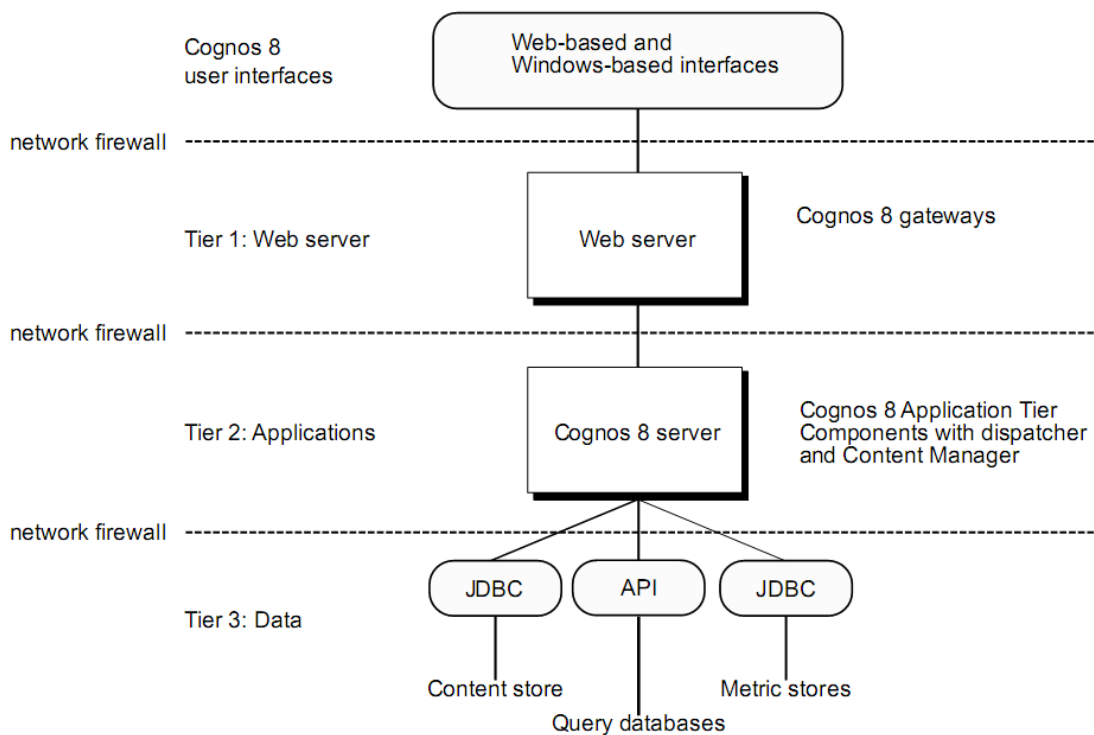 Cognos 8
user interfaces
Web-based and
Windows-based interfaces
network firewall
Tier 1: Web server
Web server
Cognos 8 gateways
network firewall
Tier 2: Applications
Cognos 8 server
Cognos 8 Application Tier
Components with dispatcher
and Content Manager
network firewall
JDBC
API
JDBC
Tier 3: Data
Content store
Metric stores
Query databases